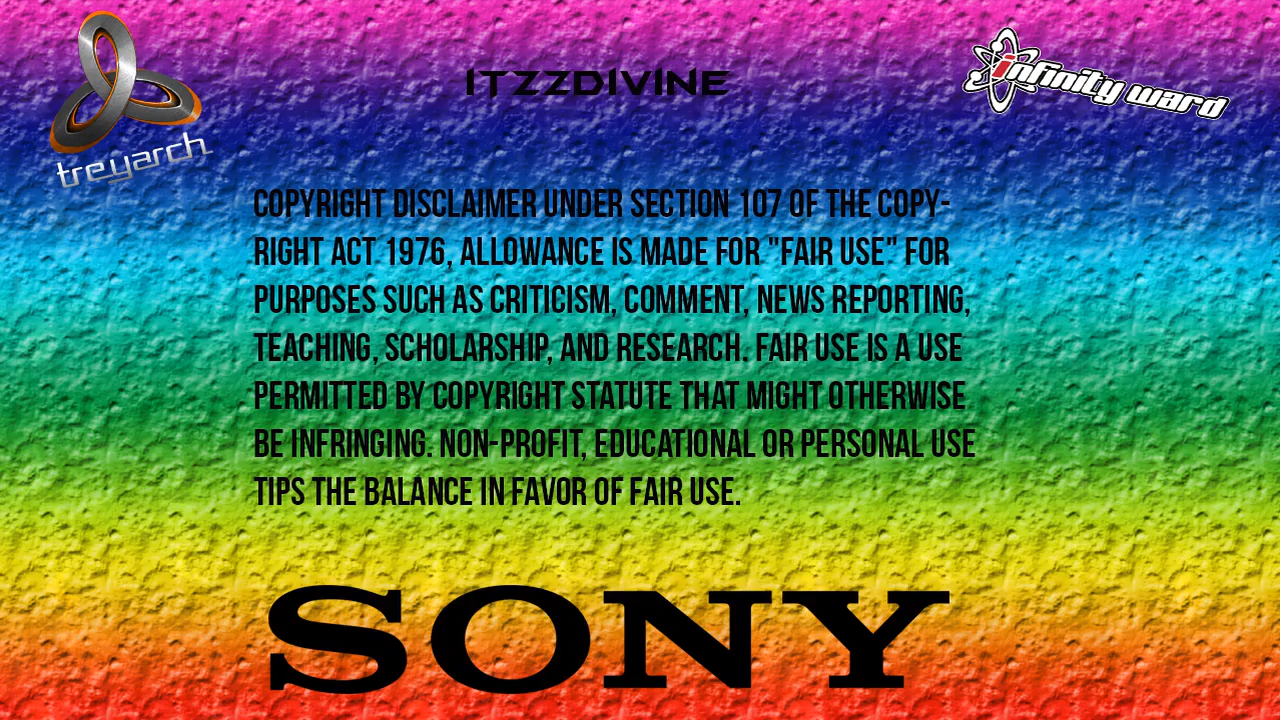 treyarch
ITZZDIVINE
infinity ward
COPYRIGHT DISCLAIMER UNDER SECTION 107 OF THE COPY-
RIGHT ACT 1976, ALLOWANCE IS MADE FOR "FAIR USE" FOR
PURPOSES SUCH AS CRITICISM, COMMENT, NEWS REPORTING,
TEACHING, SCHOLARSHIP, AND RESEARCH. FAIR USE IS A USE
PERMITTED BY COPYRIGHT STATUTE THAT MIGHT OTHERWISE
BE INFRINGING. NON-PROFIT, EDUCATIONAL OR PERSONAL USE
TIPS THE BALANCE IN FAVOR OF FAIR USE.
SONY